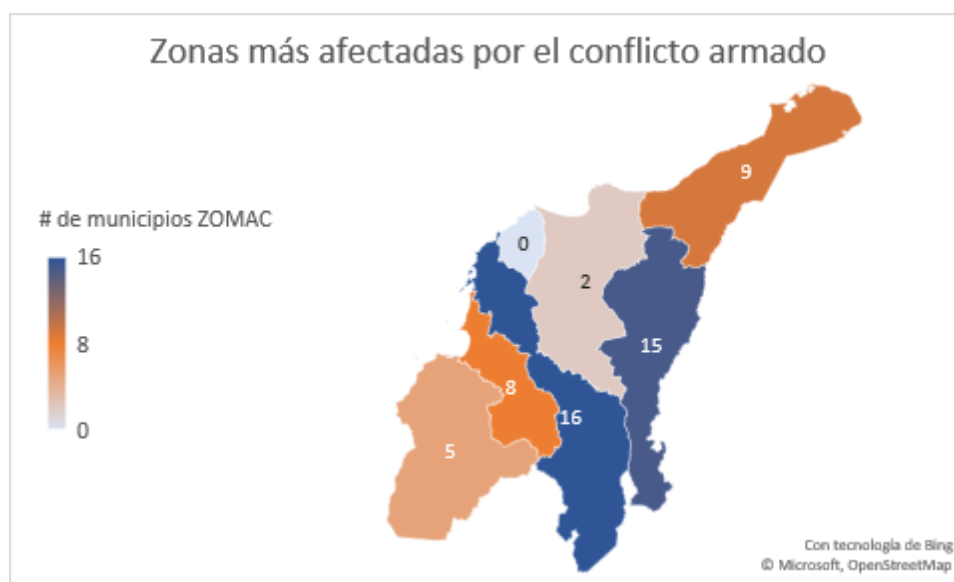 Zonas más afectadas por el conflicto armado
9
# de municipios ZOMAC
0
16
2
8
15
8
16
0
5
Con tecnología de Bing
© Microsoft, OpenStreetMap